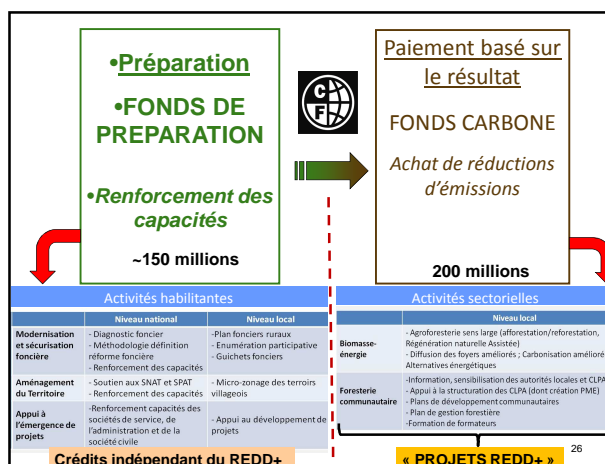 •Préparation
•FONDS DE
PREPARATION
•Renforcement des
capacités
~150 millions
CF
Paiement basé sur
le résultat
FONDS CARBONE
Achat de réductions
d'émissions
200 millions
Activités habilitantes
Niveau national
Niveau local
Modernisation
et sécurisation
foncière
- Diagnostic foncier
- Méthodologie définition
réforme foncière
- Renforcement des capacités
-Plan fonciers ruraux
- Enumération participative
- Guichets fonciers
Aménagement
du Territoire
- Soutien aux SNAT et SPAT
- Renforcement des capacités
- Micro-zonage des terroirs
villageois
Appui à
l'émergence de
projets
-Renforcement capacités des
sociétés de service, de
l'administration et de la
société civile
- Appui au développement de
projets
Crédits indépendant du REDD+
Activités sectorielles
Niveau local
Biomasse-
énergie
- Agroforesterie sens large (afforestation/reforestation,
Régénération naturelle Assistée)
- Diffusion des foyers améliorés ; Carbonisation amélioré
Alternatives énergétiques
Foresterie
communautaire
-Information, sensibilisation des autorités locales et CLPA
- Appui à la structuration des CLPA (dont création PME)
- Plans de développement communautaires
- Plan de gestion forestière
-Formation de formateurs
« PROJETS REDD+ »
26